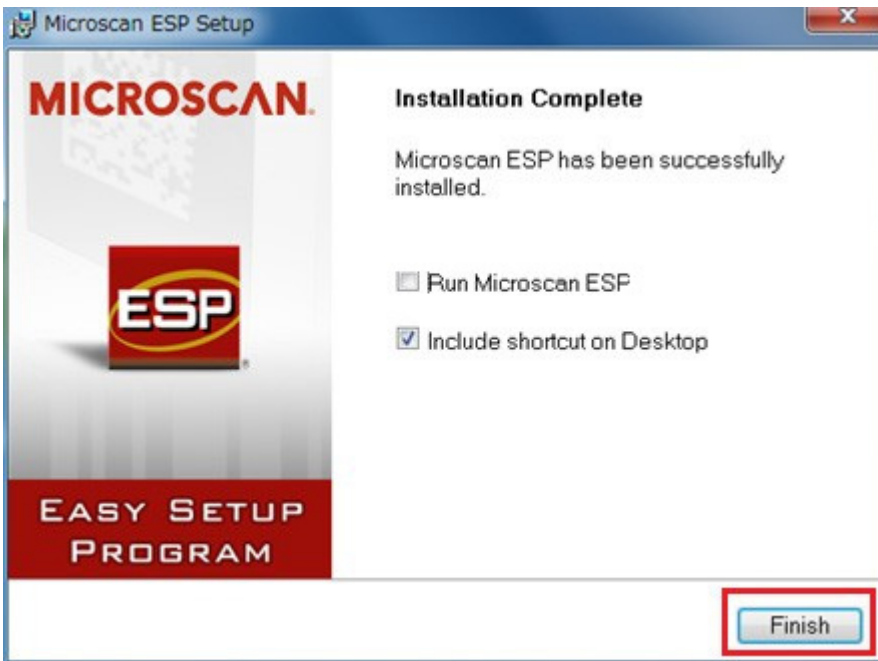 Microscan ESP Setup
MICROSCAN.
Installation Complete
Microscan ESP has been successfully
installed.
ESP
Run Microscan ESP
Include shortcut on Desktop
EASY SETUP
PROGRAM
Finish